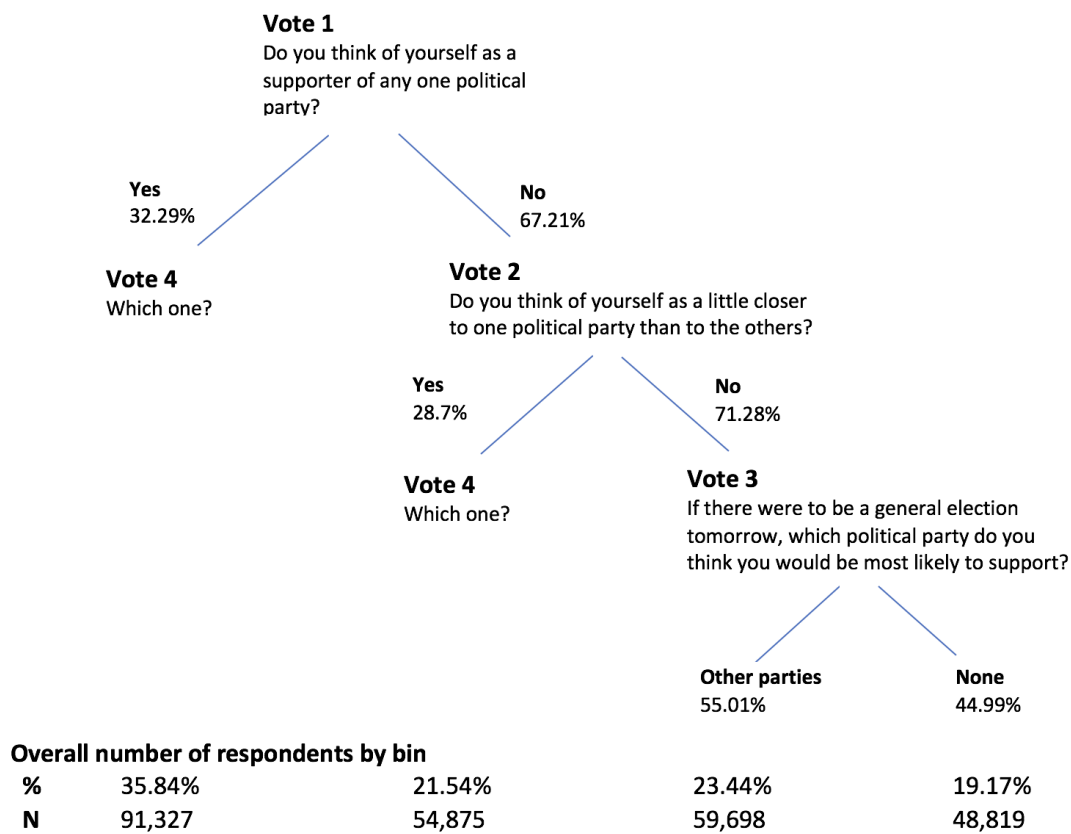 Vote 1
Do you think of yourself as a
supporter of any one political
party?
Yes
32.29%
No
67.21%
Vote 4
Which one?
Vote 2
Do you think of yourself as a little closer
to one political party than to the others?
Yes
28.7%
No
71.28%
Vote 4
Which one?
Vote 3
If there were to be a general election
tomorrow, which political party do you
think you would be most likely to support?
Other parties
55.01%
None
44.99%
Overall number of respondents by bin
% 35.84% 21.54% 23.44% 19.17%
N 91,327 54,875 59,698 48,819